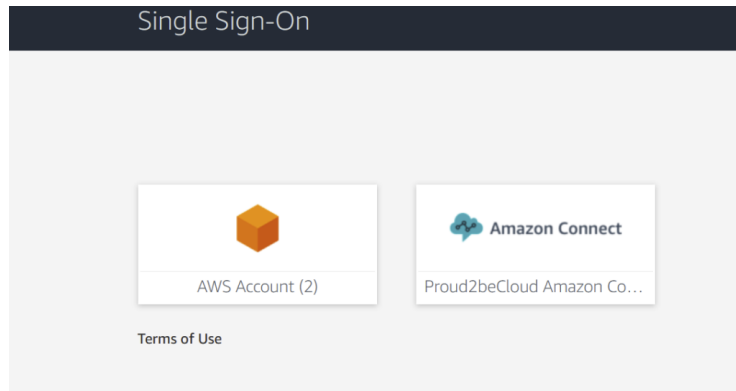 Single Sign-On
Amazon Connect
AWS Account (2)
Proud2beCloud Amazon Co...
Terms of Use